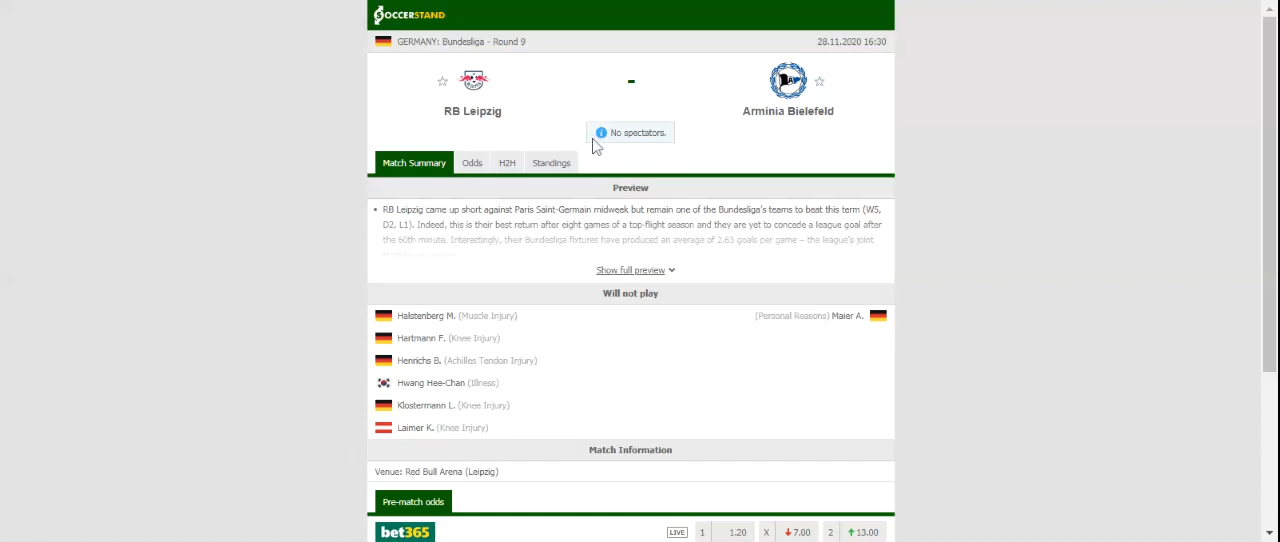 SOCCERSTAND
GERMANY: Bundesliga - Round 9 28.11.2020 16:30
-
RB Leipzig Arminia Bielefeld
No spectators.
Match Summary Odds H2H Standings
Preview
• RB Leipzig came up short against Paris Saint-Germain midweek but remain one of the Bundesliga's teams to beat this term (W5,
D2, L1). Indeed, this is their best return after eight games of a top-flight season and they are yet to concede a league goal after
the 60th minute. Interestingly, their Bundesliga fixtures have produced an average of 2.63 goals per game – the league's joint
Show full preview
Will not play
Halstenberg M. (Muscle Injury) (Personal Reasons) Maier A.
Hartmann F. (Knee Injury)
Henrichs B. (Achilles Tendon Injury)
Hwang Hee-Chan (Illness)
Klostermann L. (Knee Injury)
Laimer K. (Knee Injury)
Match Information
Venue: Red Bull Arena (Leipzig)
Pre-match odds
bet365 LIVE 1 1.20 X 7.00 2 13.00